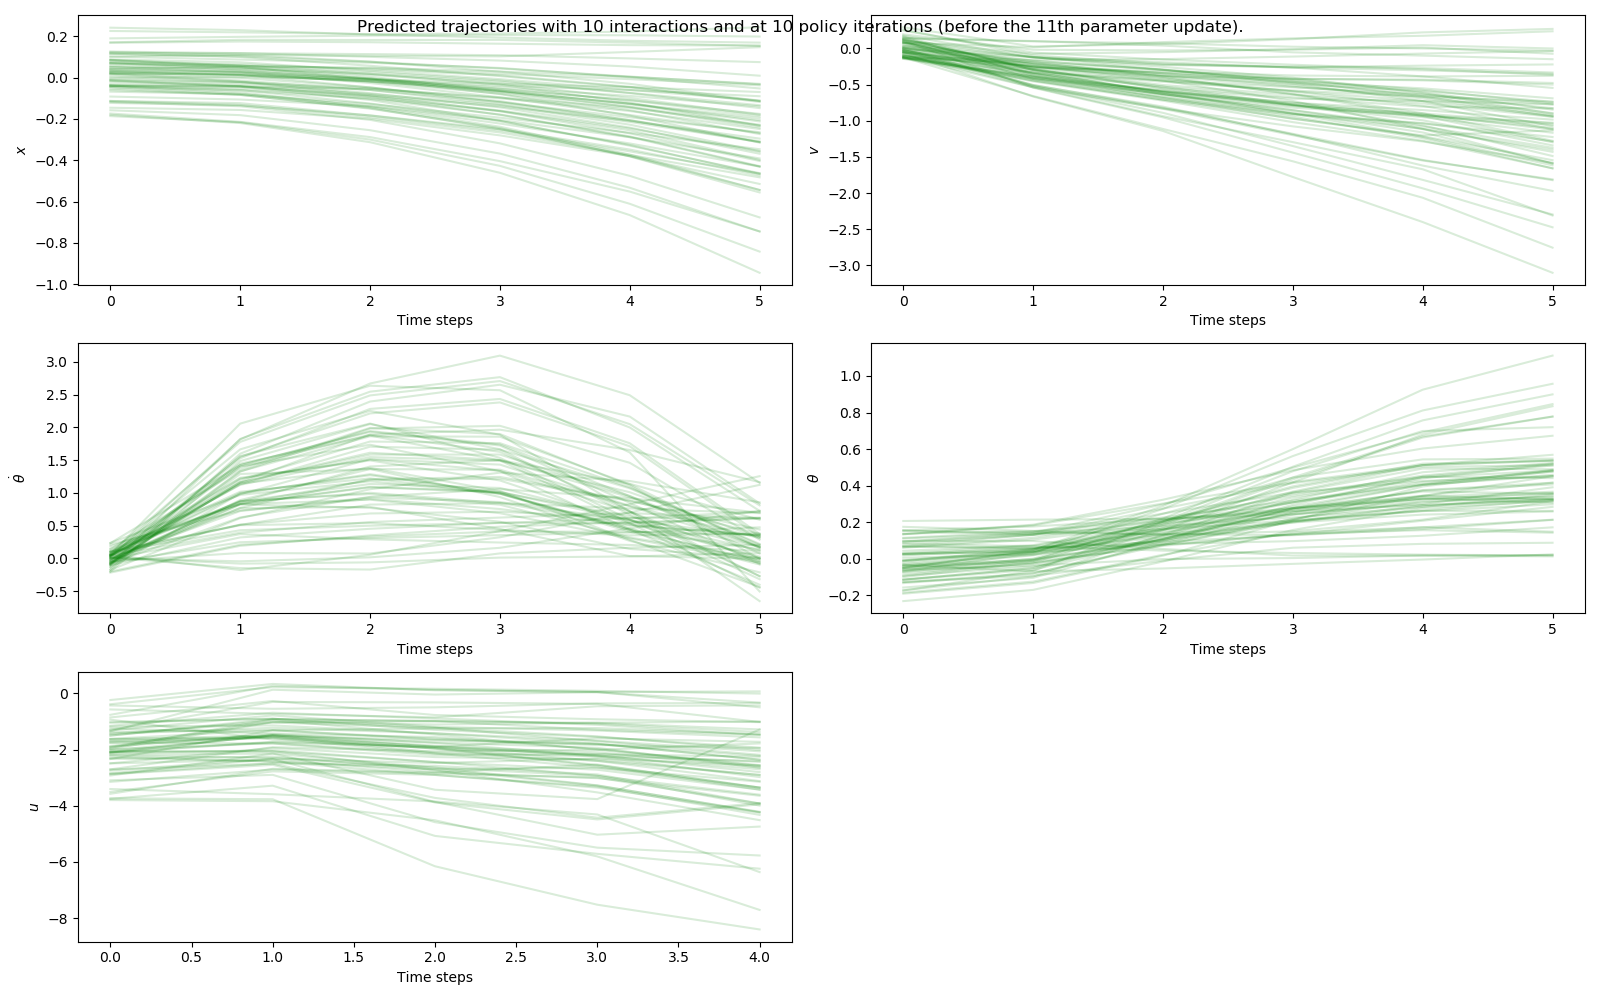 Predicted trajectories with 10 interactions and at 10 policy iterations (before the 11th parameter update).
0.2
0.0
−0.2
−0.4
−0.6
−0.8
−1.0
x
0 1 2 3 4 5
Time steps
0.0
−0.5
−1.0
−1.5
−2.0
−2.5
−3.0
v
0 1 2 3 4 5
Time steps
3.0
2.5
2.0
1.5
1.0
0.5
0.0
−0.5
θ̇
0 1 2 3 4 5
Time steps
1.0
0.8
0.6
0.4
0.2
0.0
−0.2
θ
0 1 2 3 4 5
Time steps
0
−2
−4
−6
−8
u
0.0 0.5 1.0 1.5 2.0 2.5 3.0 3.5 4.0
Time steps